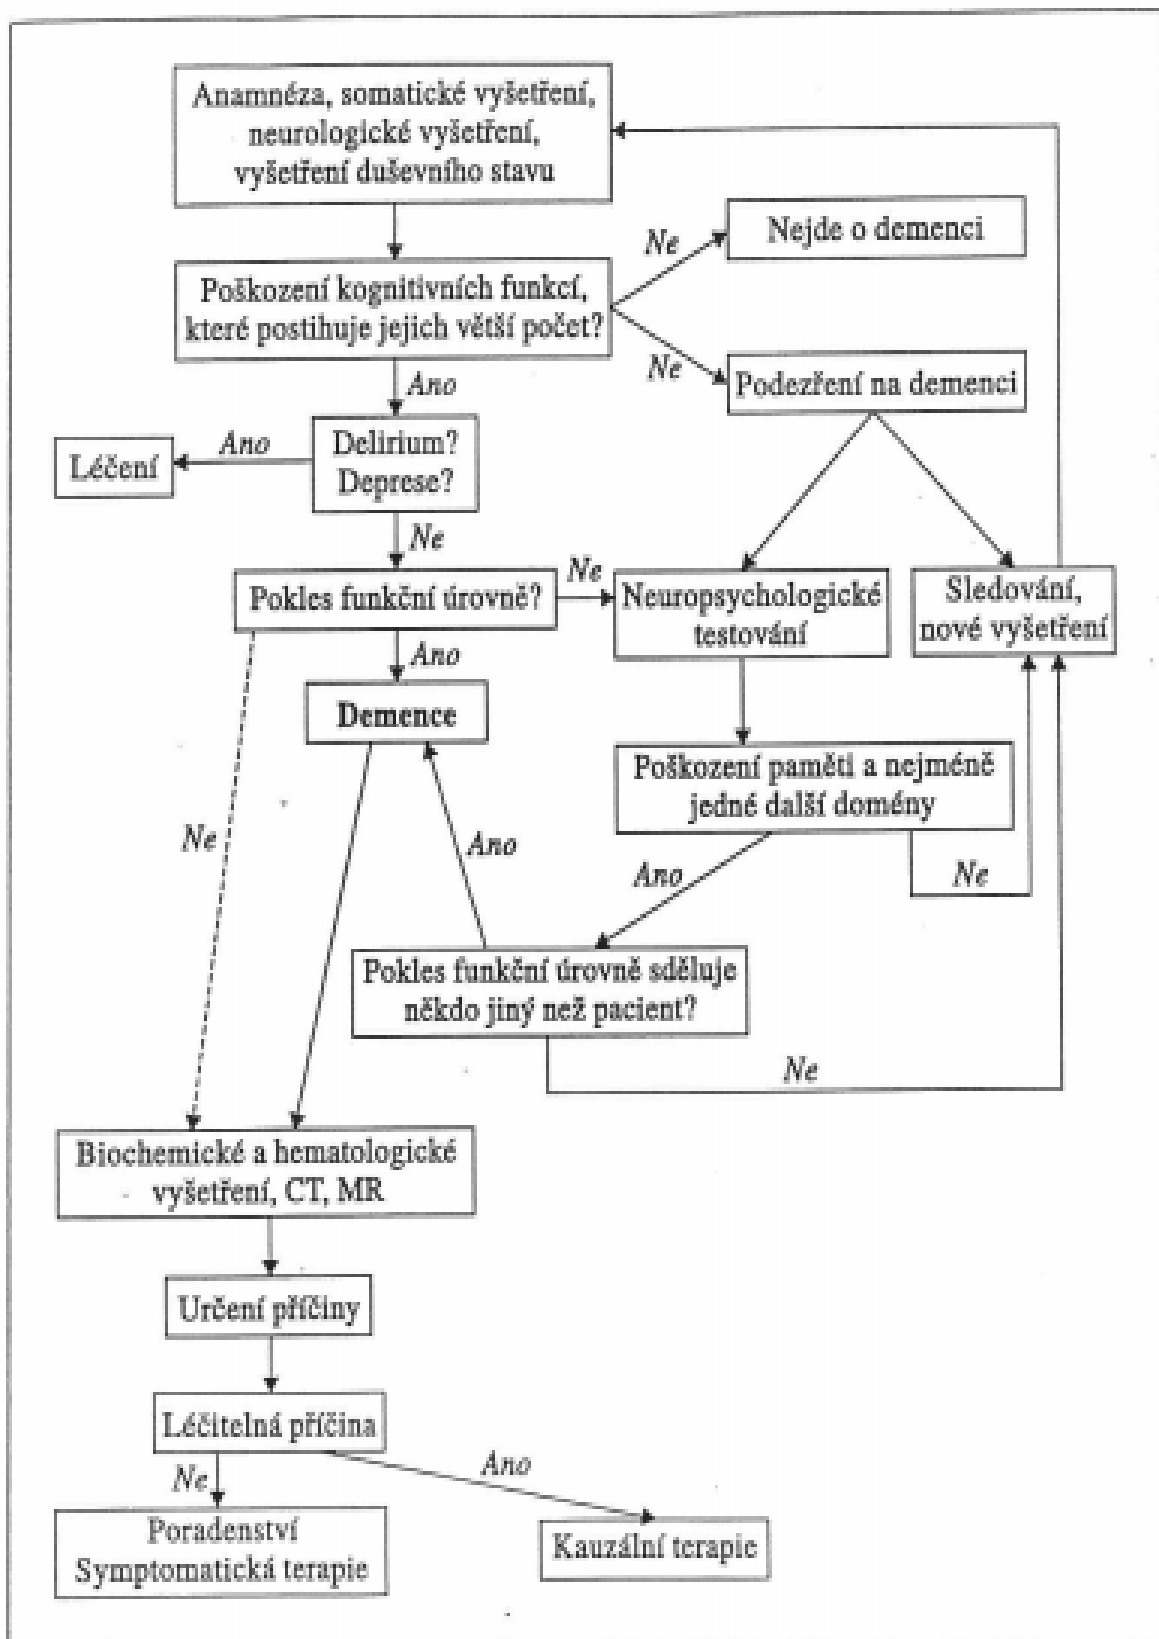 Anamnéza, somatické vyšetření,
neurologické vyšetření,
vyšetření duševního stavu
Ne
Nejde o demenci
Poškození kognitivních funkcí,
které postihuje jejich větší počet?
Ne
Podezření na demenci
Ano
Léčení
Ano
Delirium?
Deprese?
Ne
Pokles funkční úrovně?
Ne
Neuropsychologické
testování
Sledování,
nové vyšetření
Ano
Demence
Poškození paměti a nejméně
jedné další domény
Ne
Ano
Ano
Ne
Pokles funkční úrovně sděluje
někdo jiný než pacient?
Ne
Biochemické a hematologické
vyšetření, CT, MR
Určení příčiny
Léčitelná příčina
Ne
Ano
Poradenství
Symptomatická terapie
Kauzální terapie